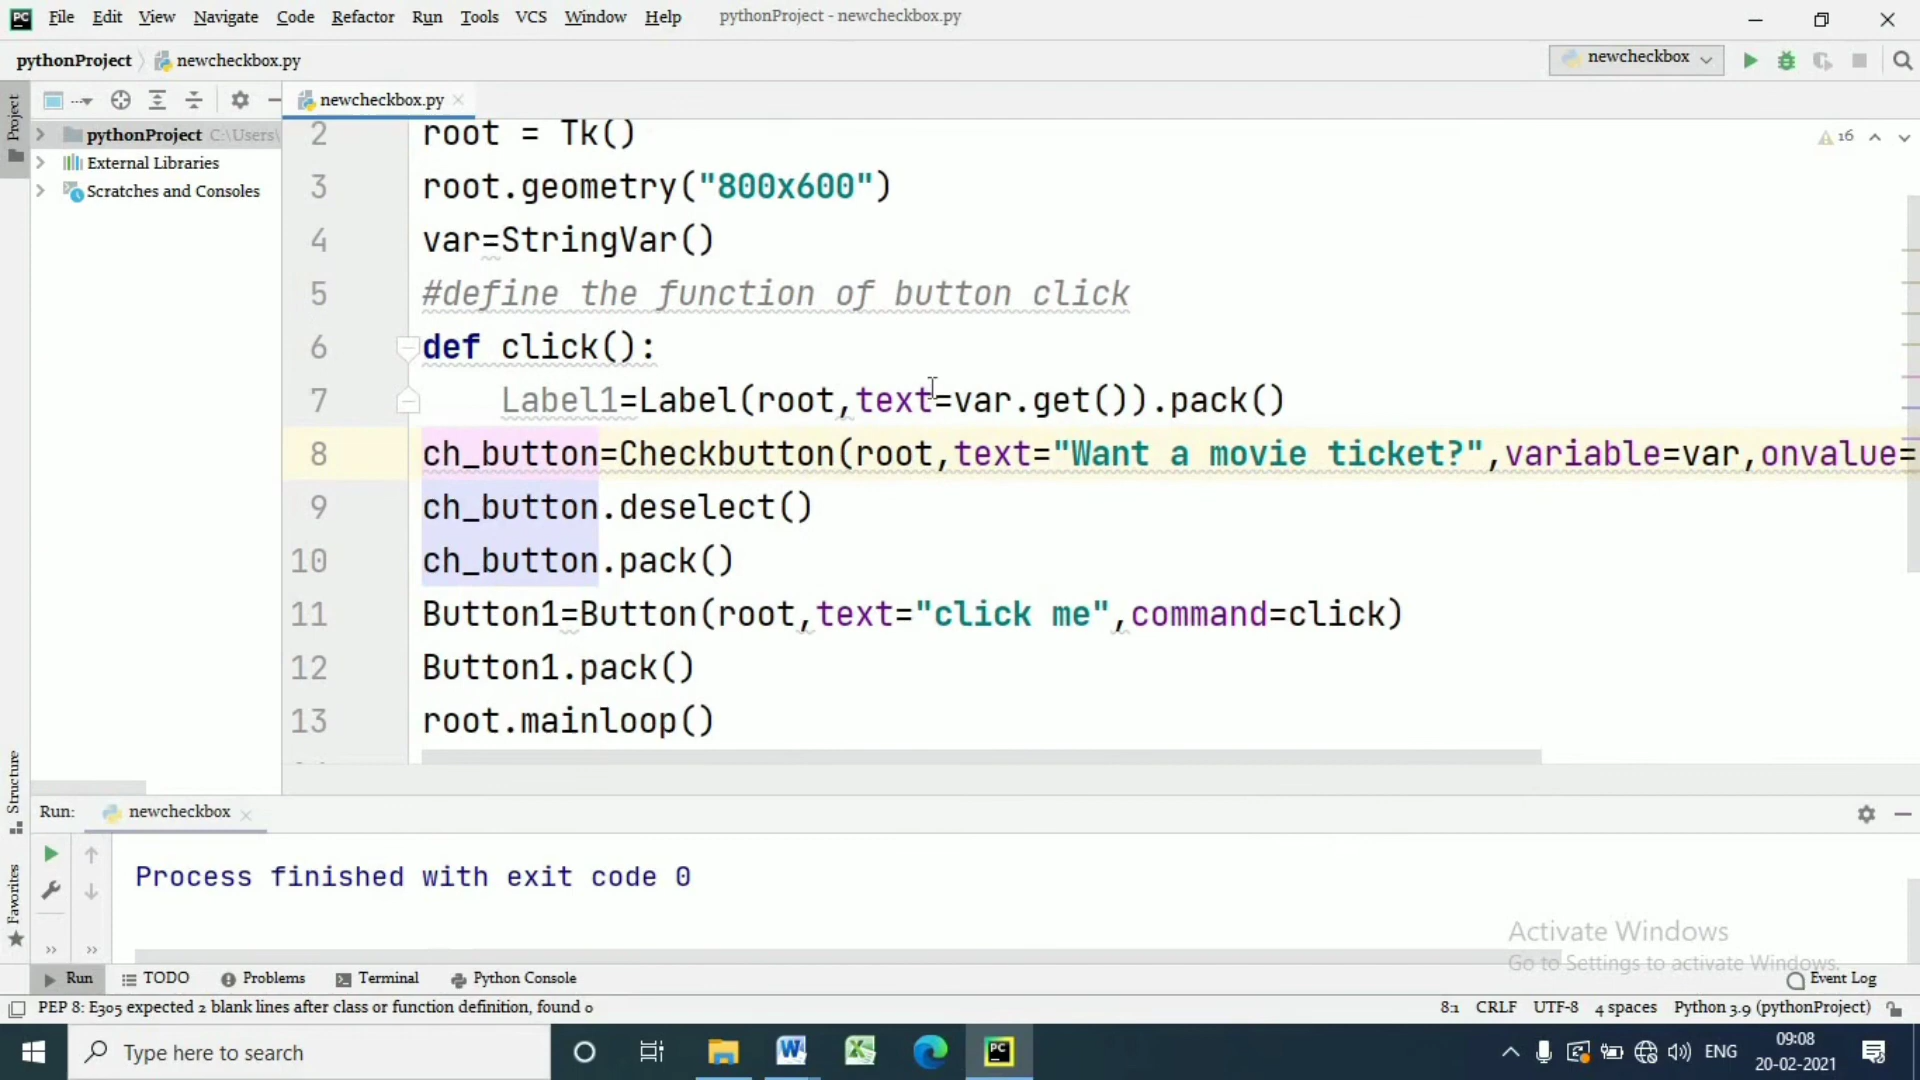 PC File Edit View Navigate Code Refactor Run Tools VCS Window Help pythonProject - newcheckbox.py
pythonProject newcheckbox.py newcheckbox
Project newcheckbox.py
pythonProject C:\Users\
External Libraries
Scratches and Consoles
16
2 root = Tk()
3 root.geometry("800x600")
4 var=StringVar()
5 #define the function of button click
6 def click():
7 Label1=Label(root,text=var.get()).pack()
8 ch_button=Checkbutton(root,text="Want a movie ticket?",variable=var,onvalue=
9 ch_button.deselect()
10 ch_button.pack()
11 Button1=Button(root,text="click me",command=click)
12 Button1.pack()
13 root.mainloop()
Structure
Favorites
Run: newcheckbox
Process finished with exit code 0
Activate Windows
Go to Settings to activate Windows.
Run TODO Problems Terminal Python Console Event Log
PEP 8: E305 expected 2 blank lines after class or function definition, found 0 8:1 CRLF UTF-8 4 spaces Python 3.9 (pythonProject)
Type here to search
ENG
09:08
20-02-2021